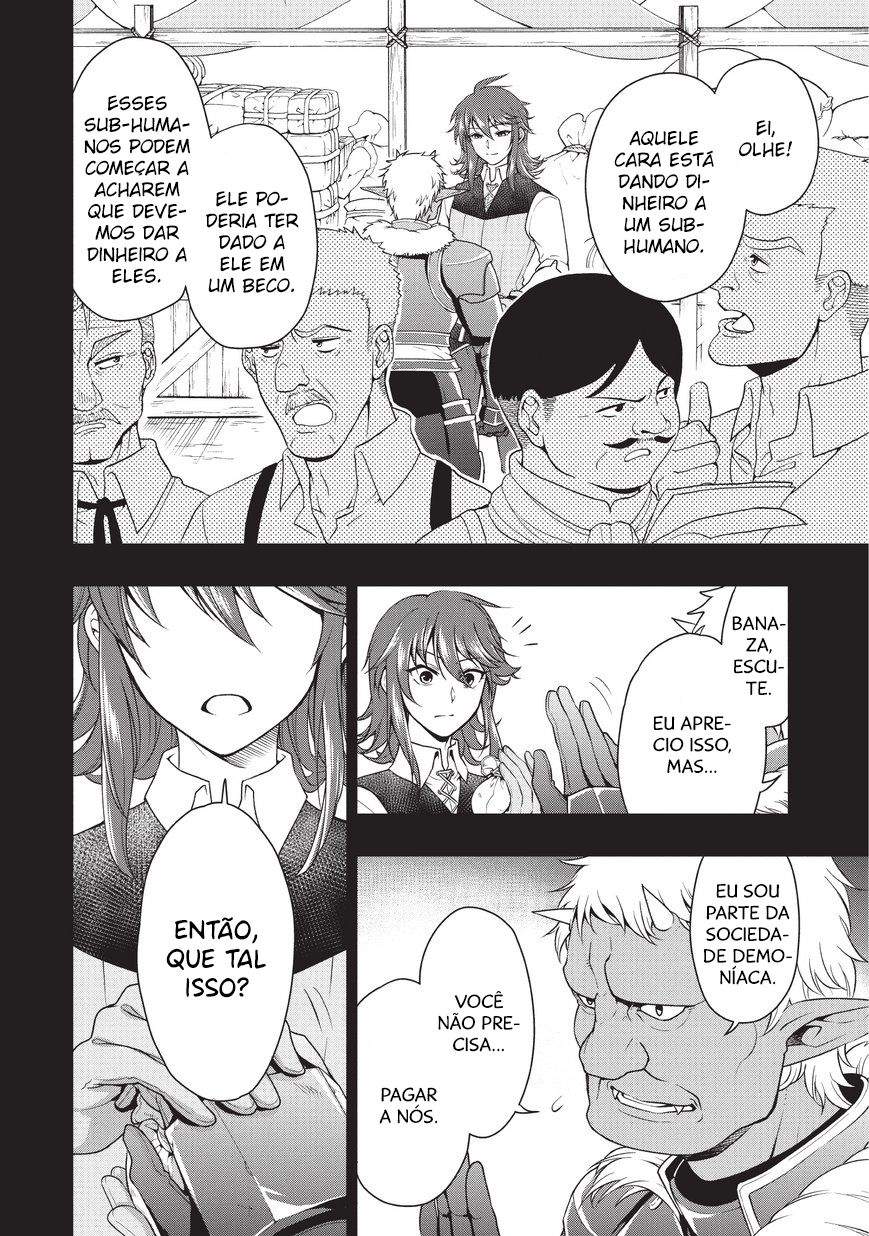 EI,
OLHE!
AQUELE
CARA ESTÁ
DANDO DI-
NHEIRO A
UM SUB-
HUMANO.
ELE PO-
DERIA TER
DADO A
ELE EM
UM BECO.
ESSES
SUB-HUMA-
NOS PODEM
COMEÇAR A
ACHAREM
QUE DEVE-
MOS DAR
DINHEIRO A
ELES.
BANA-
ZA,
ESCU-
TE.
EU APRE-
CIO ISSO,
MAS...
EU SOU
PARTE DA
SOCIEDA-
DE DEMO-
NÍACA.
VOCÊ
NÃO PRE-
CISA...
PAGAR
A NÓS.
ENTÃO,
QUE TAL
ISSO?